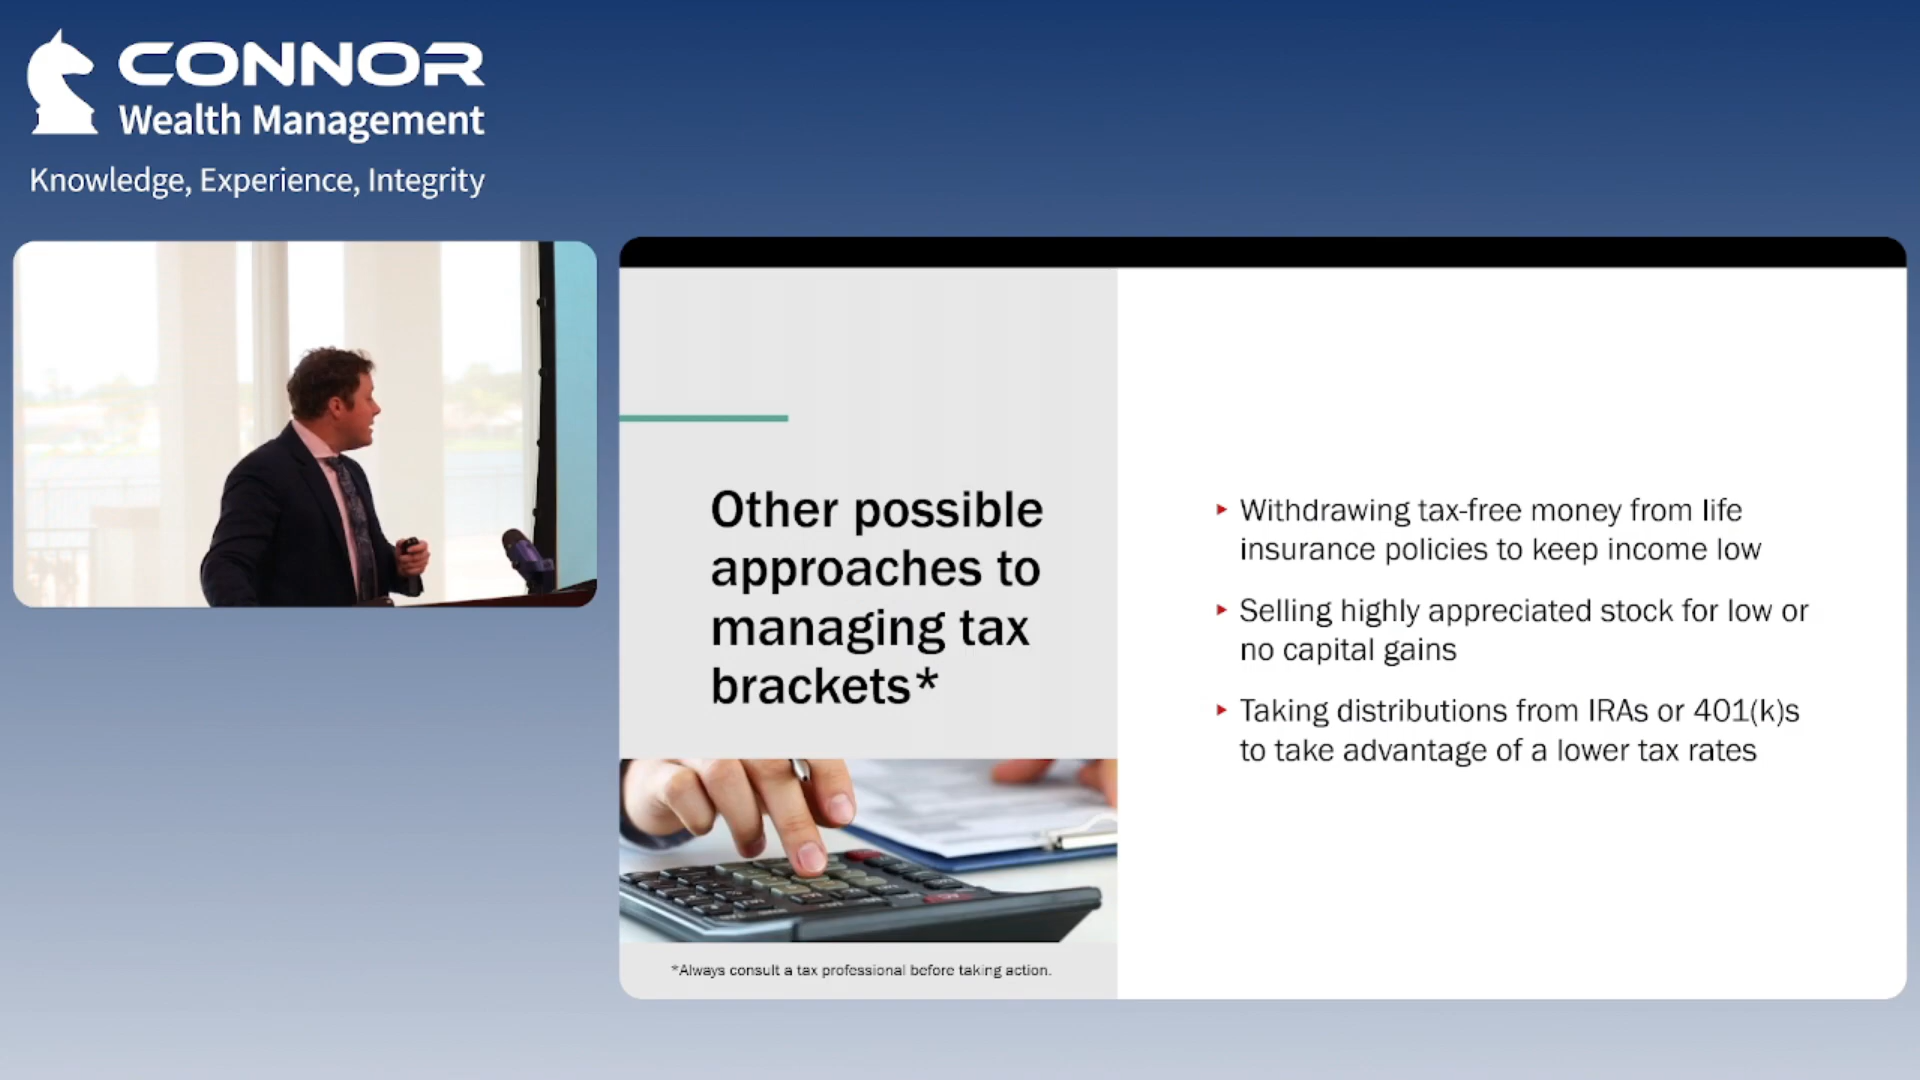 CONNOR
Wealth Management
Knowledge, Experience, Integrity
Other possible
approaches to
managing tax
brackets*
*Always consult a tax professional before taking action.
▸ Withdrawing tax-free money from life
insurance policies to keep income low
▸ Selling highly appreciated stock for low or
no capital gains
▸ Taking distributions from IRAs or 401(k)s
to take advantage of a lower tax rates